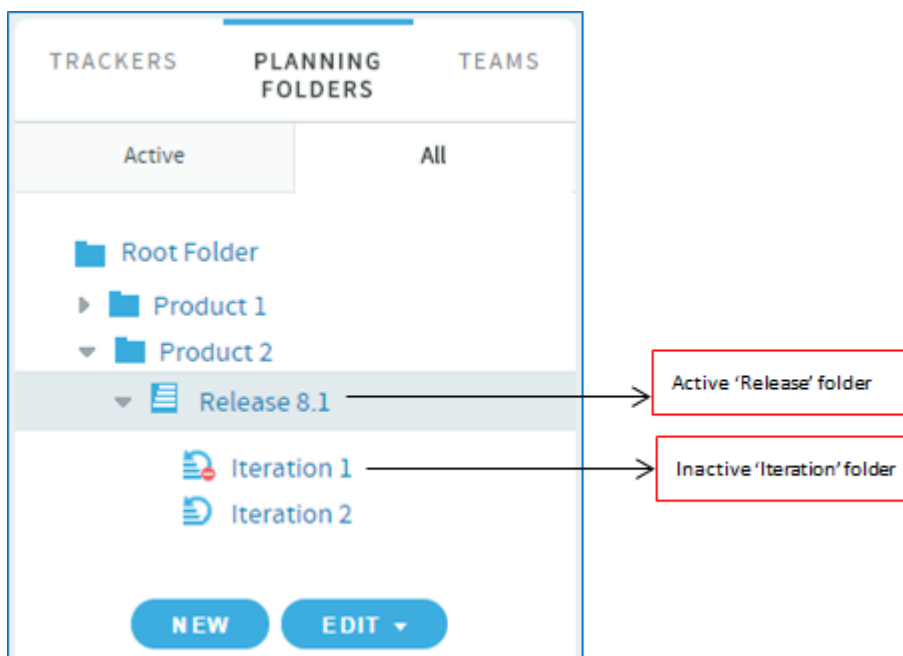 TRACKERS
PLANNING
FOLDERS
TEAMS
Active
All
Root Folder
Product 1
Product 2
Release 8.1
Active ‘Release’ folder
Iteration 1
Inactive ‘Iteration’ folder
Iteration 2
NEW
EDIT